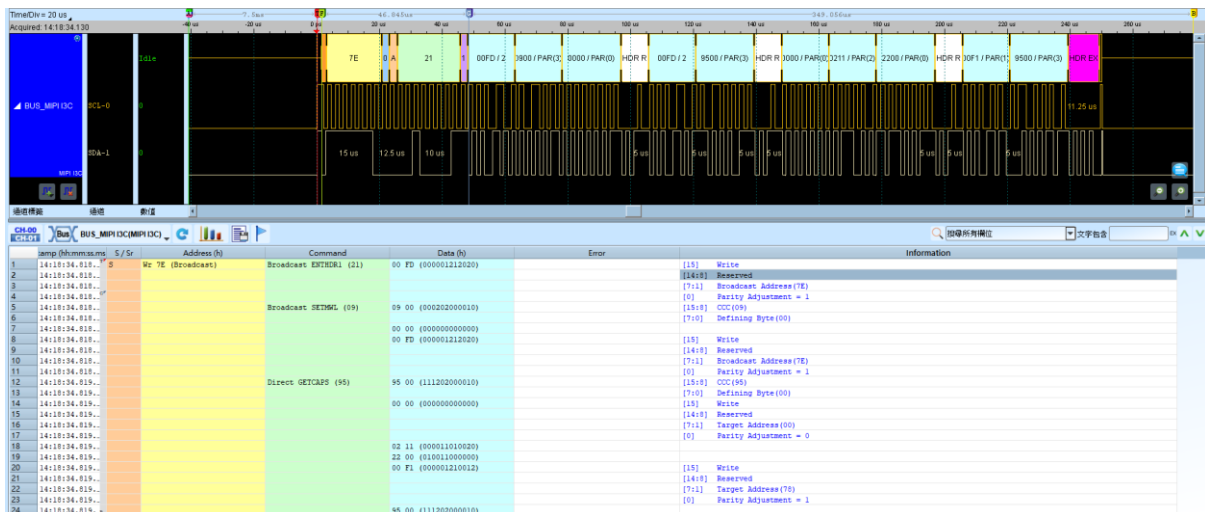 Time/Div = 20 us
Acquired: 14:18:34.130
7.5ms 46.845us 349.056us
-40 us -20 us 0 ps 20 us 40 us 60 us 80 us 100 us 120 us 140 us 160 us 180 us 200 us 220 us 240 us 260 us
Idle 7E 0 A 21 1 00FD / 2 0900 / PAR(3) 0000 / PAR(0) HDR R 00FD / 2 9500 / PAR(3) HDR R 0000 / PAR(0) 0211 / PAR(2) 2200 / PAR(0) HDR R 00F1 / PAR(1) 9500 / PAR(3) HDR EX
BUS_MIPI I3C SCL-0 0 11.25 us
SDA-1 0 15 us 12.5 us 10 us 5 us 5 us 5 us 5 us 5 us 5 us 5 us
MIPI I3C
通道標籤 通道 數值
CH-00 CH-01 Bus BUS_MIPI I3C(MIPI I3C) 搜尋所有欄位 文字包含
amp (hh:mm:ss.ms S / Sr Address (h) Command Data (h) Error Information
1 14:18:34.818... S Wr 7E (Broadcast) Broadcast ENTHDR1 (21) 00 FD (000001212020) [15] Write
2 14:18:34.818... [14:8] Reserved
3 14:18:34.818... [7:1] Broadcast Address(7E)
4 14:18:34.818... [0] Parity Adjustment = 1
5 14:18:34.818... Broadcast SETMWL (09) 09 00 (000202000010) [15:8] CCC(09)
6 14:18:34.818... [7:0] Defining Byte(00)
7 14:18:34.818... 00 00 (000000000000)
8 14:18:34.818... 00 FD (000001212020) [15] Write
9 14:18:34.818... [14:8] Reserved
10 14:18:34.818... [7:1] Broadcast Address(7E)
11 14:18:34.818... [0] Parity Adjustment = 1
12 14:18:34.819... Direct GETCAPS (95) 95 00 (111202000010) [15:8] CCC(95)
13 14:18:34.819... [7:0] Defining Byte(00)
14 14:18:34.819... 00 00 (000000000000) [15] Write
15 14:18:34.819... [14:8] Reserved
16 14:18:34.819... [7:1] Target Address(00)
17 14:18:34.819... [0] Parity Adjustment = 0
18 14:18:34.819... 02 11 (000011010020)
19 14:18:34.819... 22 00 (010011000000)
20 14:18:34.819... 00 F1 (000001210012) [15] Write
21 14:18:34.819... [14:8] Reserved
22 14:18:34.819... [7:1] Target Address(78)
23 14:18:34.819... [0] Parity Adjustment = 1
24 14:18:34.819... 95 00 (111202000010)